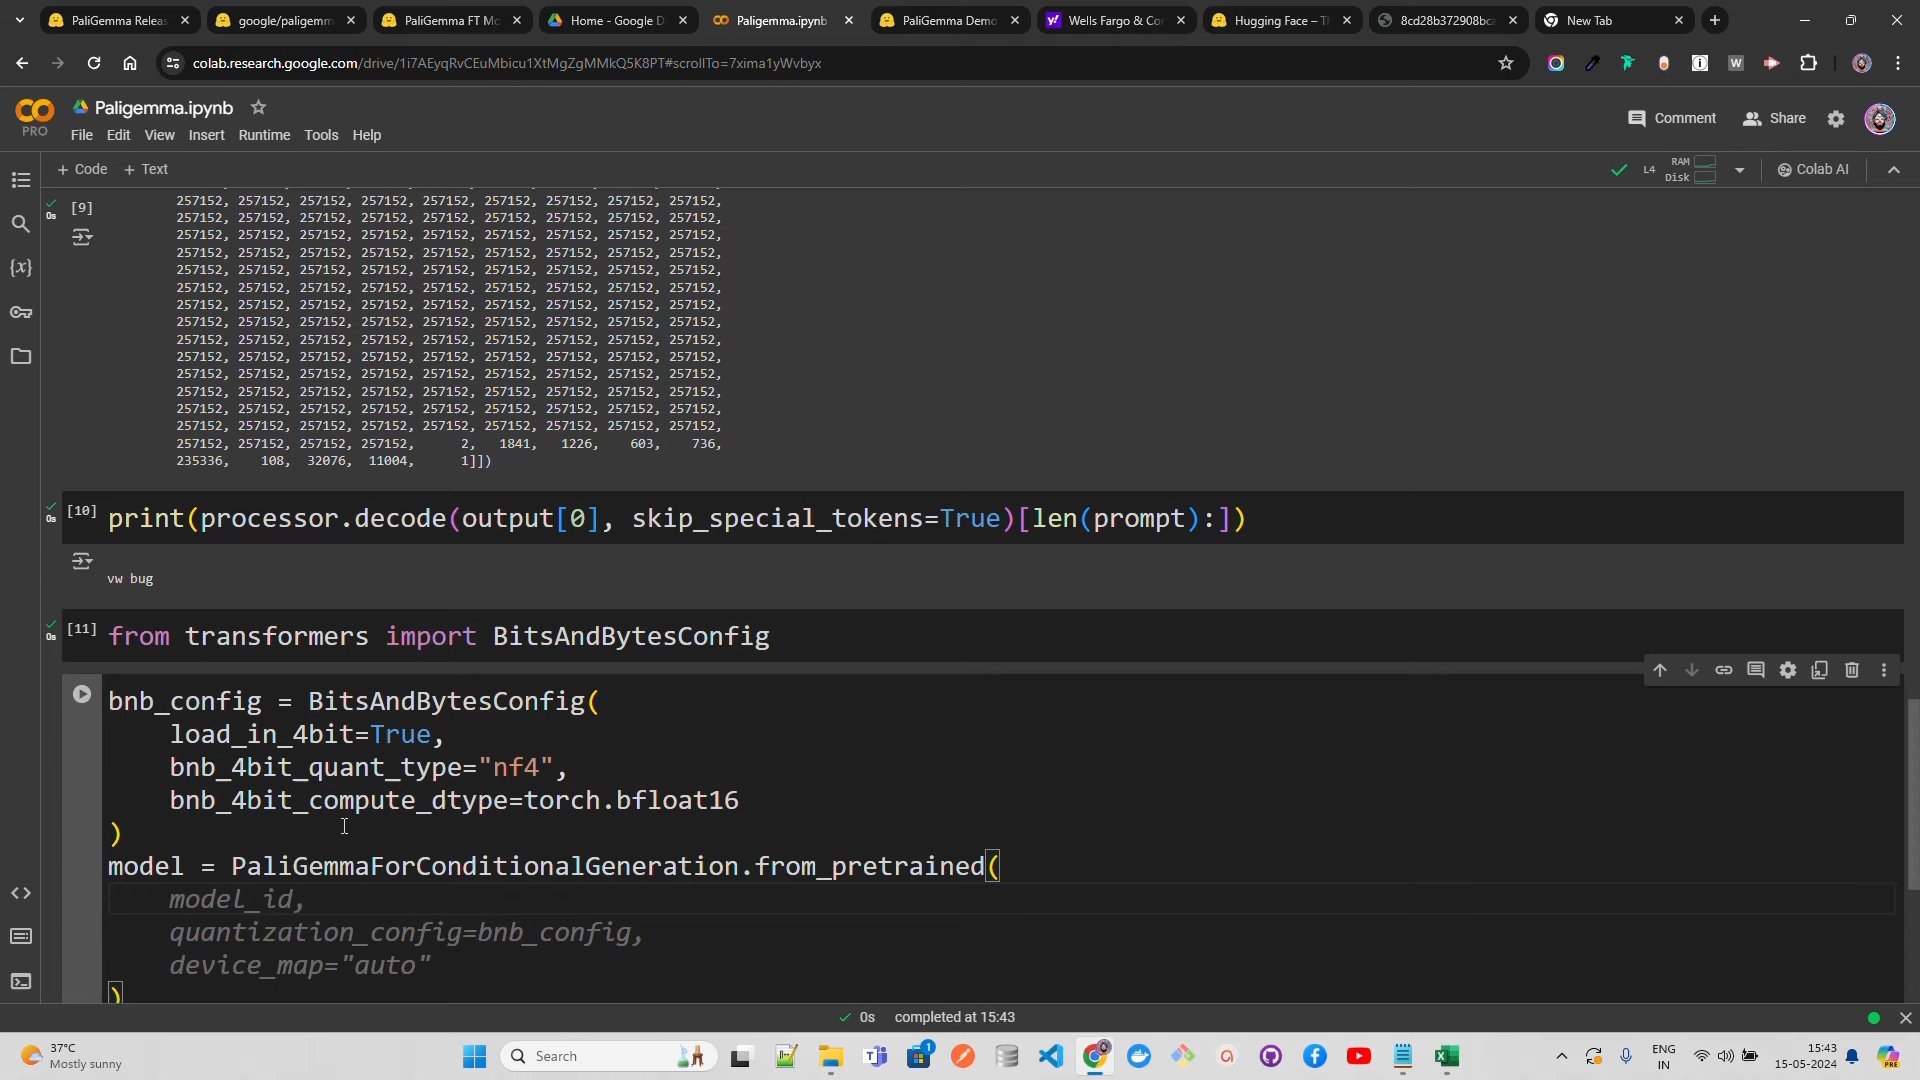 PaliGemma Releas
google/paligemm
PaliGemma FT Mo
Home - Google D
Paligemma.ipynb
PaliGemma Demo
Wells Fargo & Co
Hugging Face – T
8cd28b372908bca
New Tab
colab.research.google.com/drive/1i7AEyqRvCEuMbicu1XtMgZgMMkQ5K8PT#scrollTo=7xima1yWvbyx
PRO
Paligemma.ipynb
Comment
Share
File Edit View Insert Runtime Tools Help
+ Code + Text
L4
RAM
Disk
Colab AI
0s
[9]
257152, 257152, 257152, 257152, 257152, 257152, 257152, 257152, 257152,
257152, 257152, 257152, 257152, 257152, 257152, 257152, 257152, 257152,
257152, 257152, 257152, 257152, 257152, 257152, 257152, 257152, 257152,
257152, 257152, 257152, 257152, 257152, 257152, 257152, 257152, 257152,
257152, 257152, 257152, 257152, 257152, 257152, 257152, 257152, 257152,
257152, 257152, 257152, 257152, 257152, 257152, 257152, 257152, 257152,
257152, 257152, 257152, 257152, 257152, 257152, 257152, 257152, 257152,
257152, 257152, 257152, 257152, 257152, 257152, 257152, 257152, 257152,
257152, 257152, 257152, 257152, 257152, 257152, 257152, 257152, 257152,
257152, 257152, 257152, 257152, 257152, 257152, 257152, 257152, 257152,
257152, 257152, 257152, 257152, 257152, 257152, 257152, 257152, 257152,
257152, 257152, 257152, 257152, 257152, 257152, 257152, 257152, 257152,
257152, 257152, 257152, 257152, 257152, 257152, 257152, 257152, 257152,
257152, 257152, 257152, 257152, 257152, 257152, 257152, 257152, 257152,
257152, 257152, 257152, 257152, 2, 1841, 1226, 603, 736,
235336, 108, 32076, 11004, 1]])
0s
[10] print(processor.decode(output[0], skip_special_tokens=True)[len(prompt):])
vw bug
0s
[11] from transformers import BitsAndBytesConfig
bnb_config = BitsAndBytesConfig(
load_in_4bit=True,
bnb_4bit_quant_type="nf4",
bnb_4bit_compute_dtype=torch.bfloat16
)
model = PaliGemmaForConditionalGeneration.from_pretrained(
model_id,
quantization_config=bnb_config,
device_map="auto"
)
0s completed at 15:43
37°C
Mostly sunny
Search
1
ENG
IN
15:43
15-05-2024